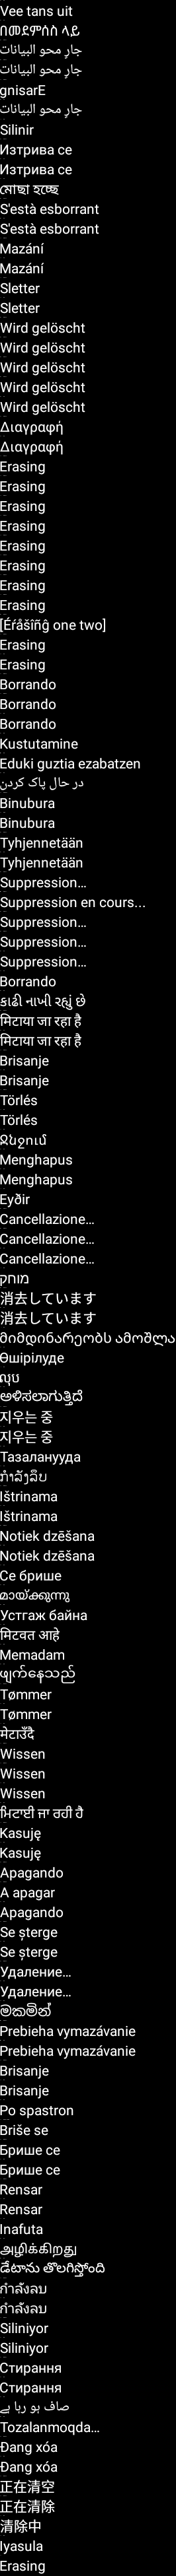 Vee tans uit
በመደምሰስ ላይ
جارٍ محو البيانات
جارٍ محو البيانات
gnisarE
جارٍ محو البيانات
Silinir
Изтрива се
Изтрива се
মোছা হচ্ছে
S'està esborrant
S'està esborrant
Mazání
Mazání
Sletter
Sletter
Wird gelöscht
Wird gelöscht
Wird gelöscht
Wird gelöscht
Wird gelöscht
Διαγραφή
Διαγραφή
Erasing
Erasing
Erasing
Erasing
Erasing
Erasing
Erasing
Erasing
[Éŕåšîñĝ one two]
Erasing
Erasing
Borrando
Borrando
Borrando
Kustutamine
Eduki guztia ezabatzen
در حال پاک کردن
Binubura
Binubura
Tyhjennetään
Tyhjennetään
Suppression…
Suppression en cours…
Suppression…
Suppression…
Suppression…
Borrando
કાઢી નાખી રહ્યું છે
मिटाया जा रहा है
मिटाया जा रहा है
Brisanje
Brisanje
Törlés
Törlés
Ջնջում
Menghapus
Menghapus
Eyðir
Cancellazione…
Cancellazione…
Cancellazione…
מוחק
消去しています
消去しています
მიმდინარეობს ამოშლა
Өшірілуде
លុប
ಅಳಿಸಲಾಗುತ್ತಿದೆ
지우는 중
지우는 중
Тазаланууда
ກຳລັງລຶບ
Ištrinama
Ištrinama
Notiek dzēšana
Notiek dzēšana
Се брише
മായ്ക്കുന്നു
Устгаж байна
मिटवत आहे
Memadam
ဖျက်နေသည်
Tømmer
Tømmer
मेटाउँदै
Wissen
Wissen
Wissen
ਮਿਟਾਈ ਜਾ ਰਹੀ ਹੈ
Kasuję
Kasuję
Apagando
A apagar
Apagando
Se șterge
Se șterge
Удаление…
Удаление…
මකමින්
Prebieha vymazávanie
Prebieha vymazávanie
Brisanje
Brisanje
Po spastron
Briše se
Брише се
Брише се
Rensar
Rensar
Inafuta
அழிக்கிறது
డేటాను తొలగిస్తోంది
กำลังลบ
กำลังลบ
Siliniyor
Siliniyor
Стирання
Стирання
صاف ہو رہا ہے
Tozalanmoqda…
Đang xóa
Đang xóa
正在清空
正在清除
清除中
Iyasula
Erasing